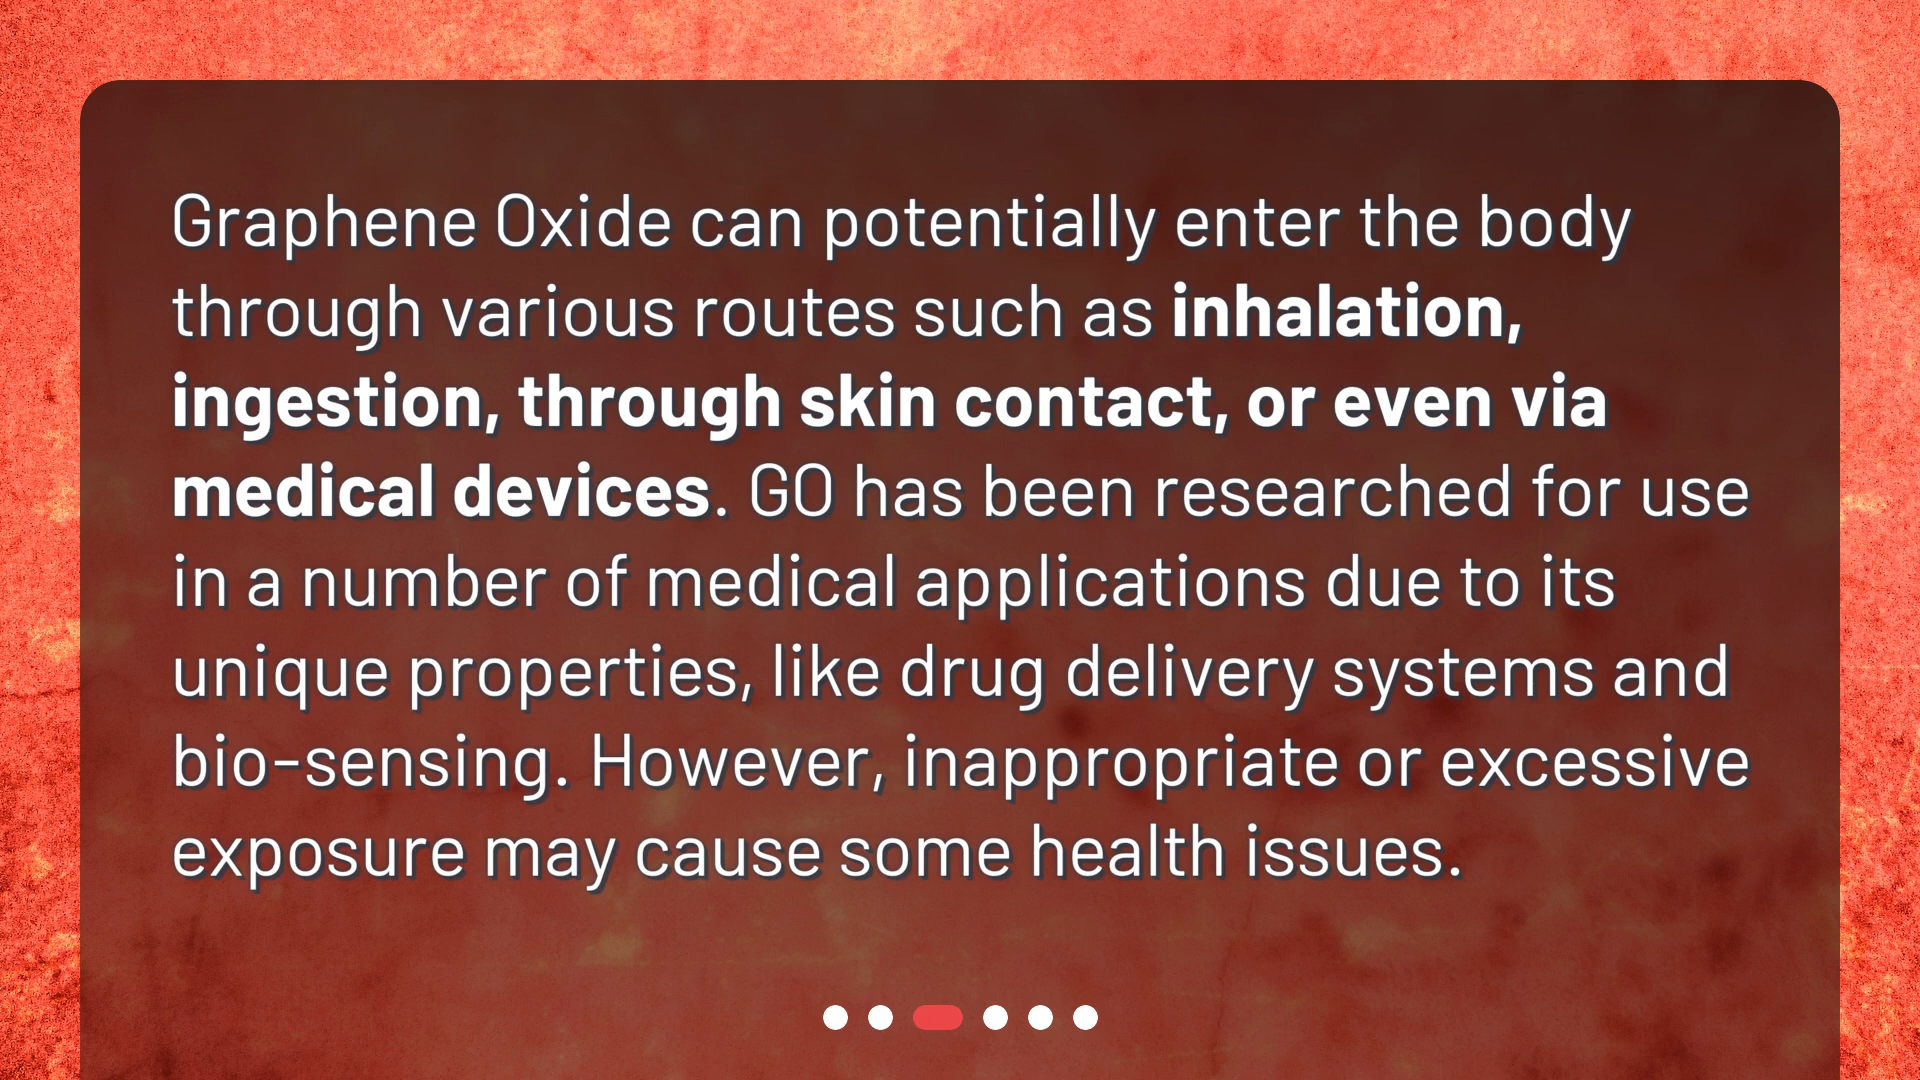 Graphene Oxide can potentially enter the body
through various routes such as inhalation,
ingestion, through skin contact, or even via
medical devices. GO has been researched for use
in a number of medical applications due to its
unique properties, like drug delivery systems and
bio-sensing. However, inappropriate or excessive
exposure may cause some health issues.